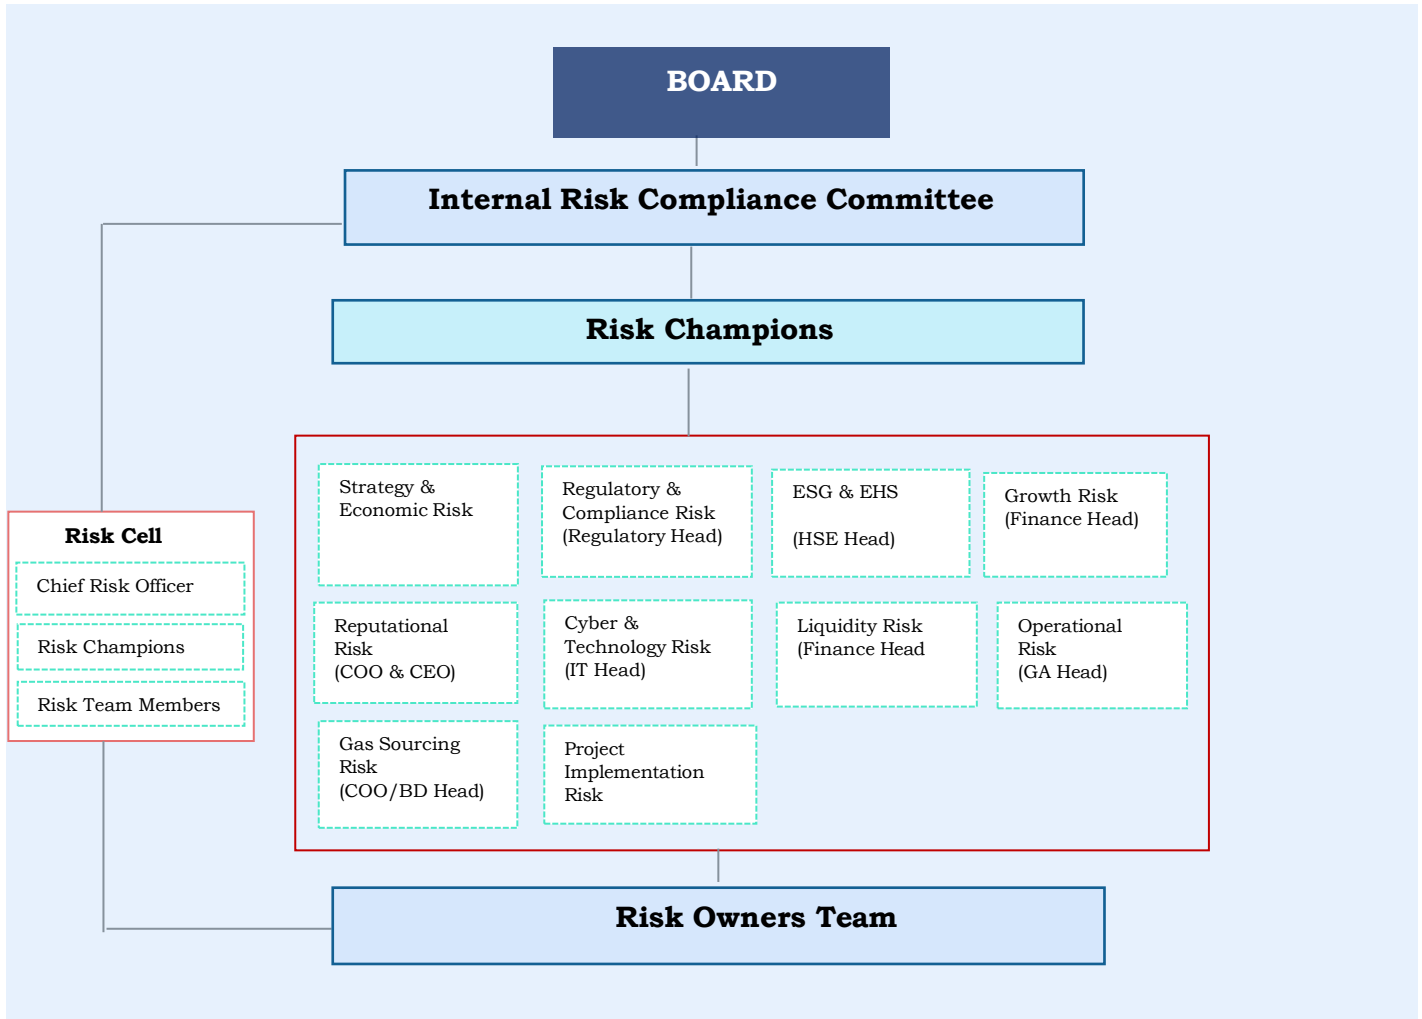 BOARD
Internal Risk Compliance Committee
Risk Champions
Strategy &
Economic Risk
Regulatory &
Compliance Risk
(Regulatory Head)
ESG & EHS
(HSE Head)
Growth Risk
(Finance Head)
Reputational
Risk
(COO & CEO)
Cyber &
Technology Risk
(IT Head)
Liquidity Risk
(Finance Head
Operational
Risk
(GA Head)
Gas Sourcing
Risk
(COO/BD Head)
Project
Implementation
Risk
Risk Cell
Chief Risk Officer
Risk Champions
Risk Team Members
Risk Owners Team